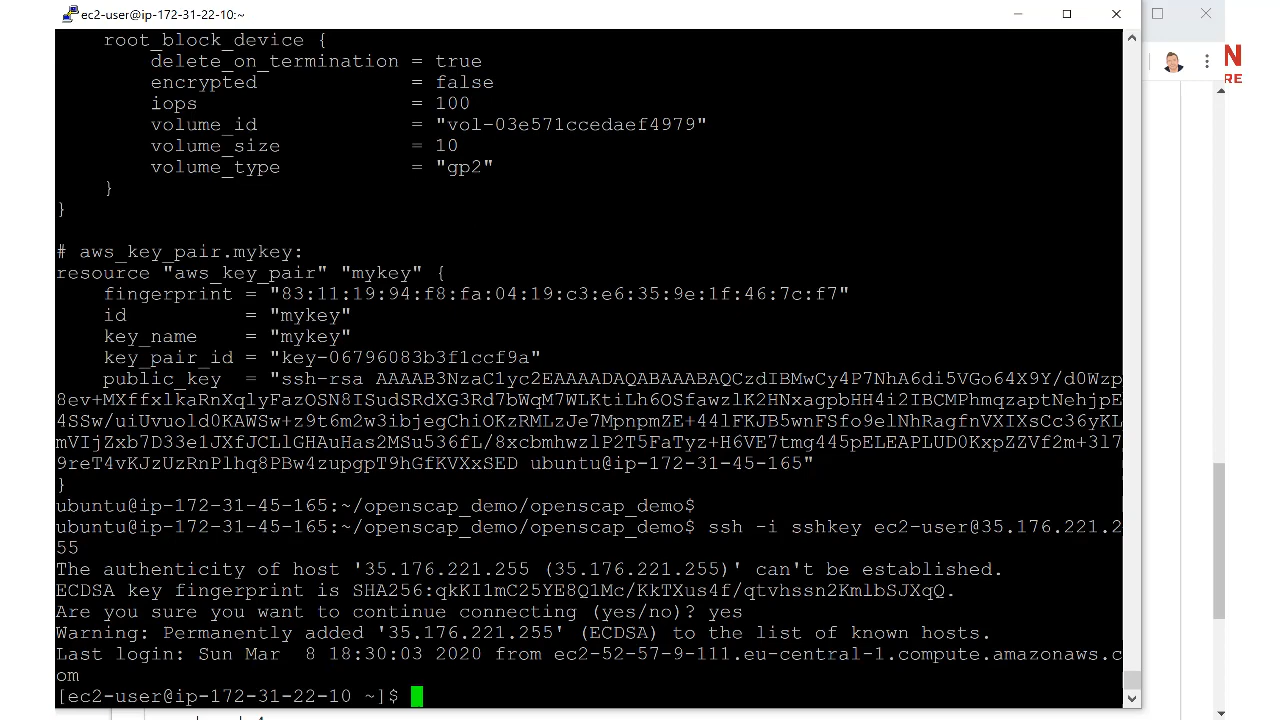 ec2-user@ip-172-31-22-10:~
root_block_device {
delete_on_termination = true
encrypted = false
iops = 100
volume_id = "vol-03e571ccedaef4979"
volume_size = 10
volume_type = "gp2"
}
}
# aws_key_pair.mykey:
resource "aws_key_pair" "mykey" {
fingerprint = "83:11:19:94:f8:fa:04:19:c3:e6:35:9e:1f:46:7c:f7"
id = "mykey"
key_name = "mykey"
key_pair_id = "key-06796083b3f1ccf9a"
public_key = "ssh-rsa AAAAB3NzaC1yc2EAAAADAQABAAABAQCzdIBMwCy4P7NhA6di5VGo64X9Y/d0Wzp
8ev+MXffxlkaRnXqlyFazOSN8ISudSRdXG3Rd7bWqM7WLKtiLh6OSfawzlK2HNxagpbHH4i2IBCMPhmqzaptNehjpE
4SSw/uiUvuold0KAWSw+z9t6m2w3ibjegChiOKzRMLzJe7MpnpmZE+44lFKJB5wnFSfo9elNhRagfnVXIXsCc36yKL
mVIjZxb7D33e1JXfJCLlGHAuHas2MSu536fL/8xcbmhwzlP2T5FaTyz+H6VE7tmg445pELEAPLUD0KxpZZVf2m+3l7
9reT4vKJzUzRnPlhq8PBw4zupgpT9hGfKVXxSED ubuntu@ip-172-31-45-165"
}
ubuntu@ip-172-31-45-165:~/openscap_demo/openscap_demo$
ubuntu@ip-172-31-45-165:~/openscap_demo/openscap_demo$ ssh -i sshkey ec2-user@35.176.221.2
55
The authenticity of host '35.176.221.255 (35.176.221.255)' can't be established.
ECDSA key fingerprint is SHA256:qkKI1mC25YE8Q1Mc/KkTXus4f/qtvhssn2KmlbSJXqQ.
Are you sure you want to continue connecting (yes/no)? yes
Warning: Permanently added '35.176.221.255' (ECDSA) to the list of known hosts.
Last login: Sun Mar  8 18:30:03 2020 from ec2-52-57-9-111.eu-central-1.compute.amazonaws.c
om
[ec2-user@ip-172-31-22-10 ~]$
N
RE